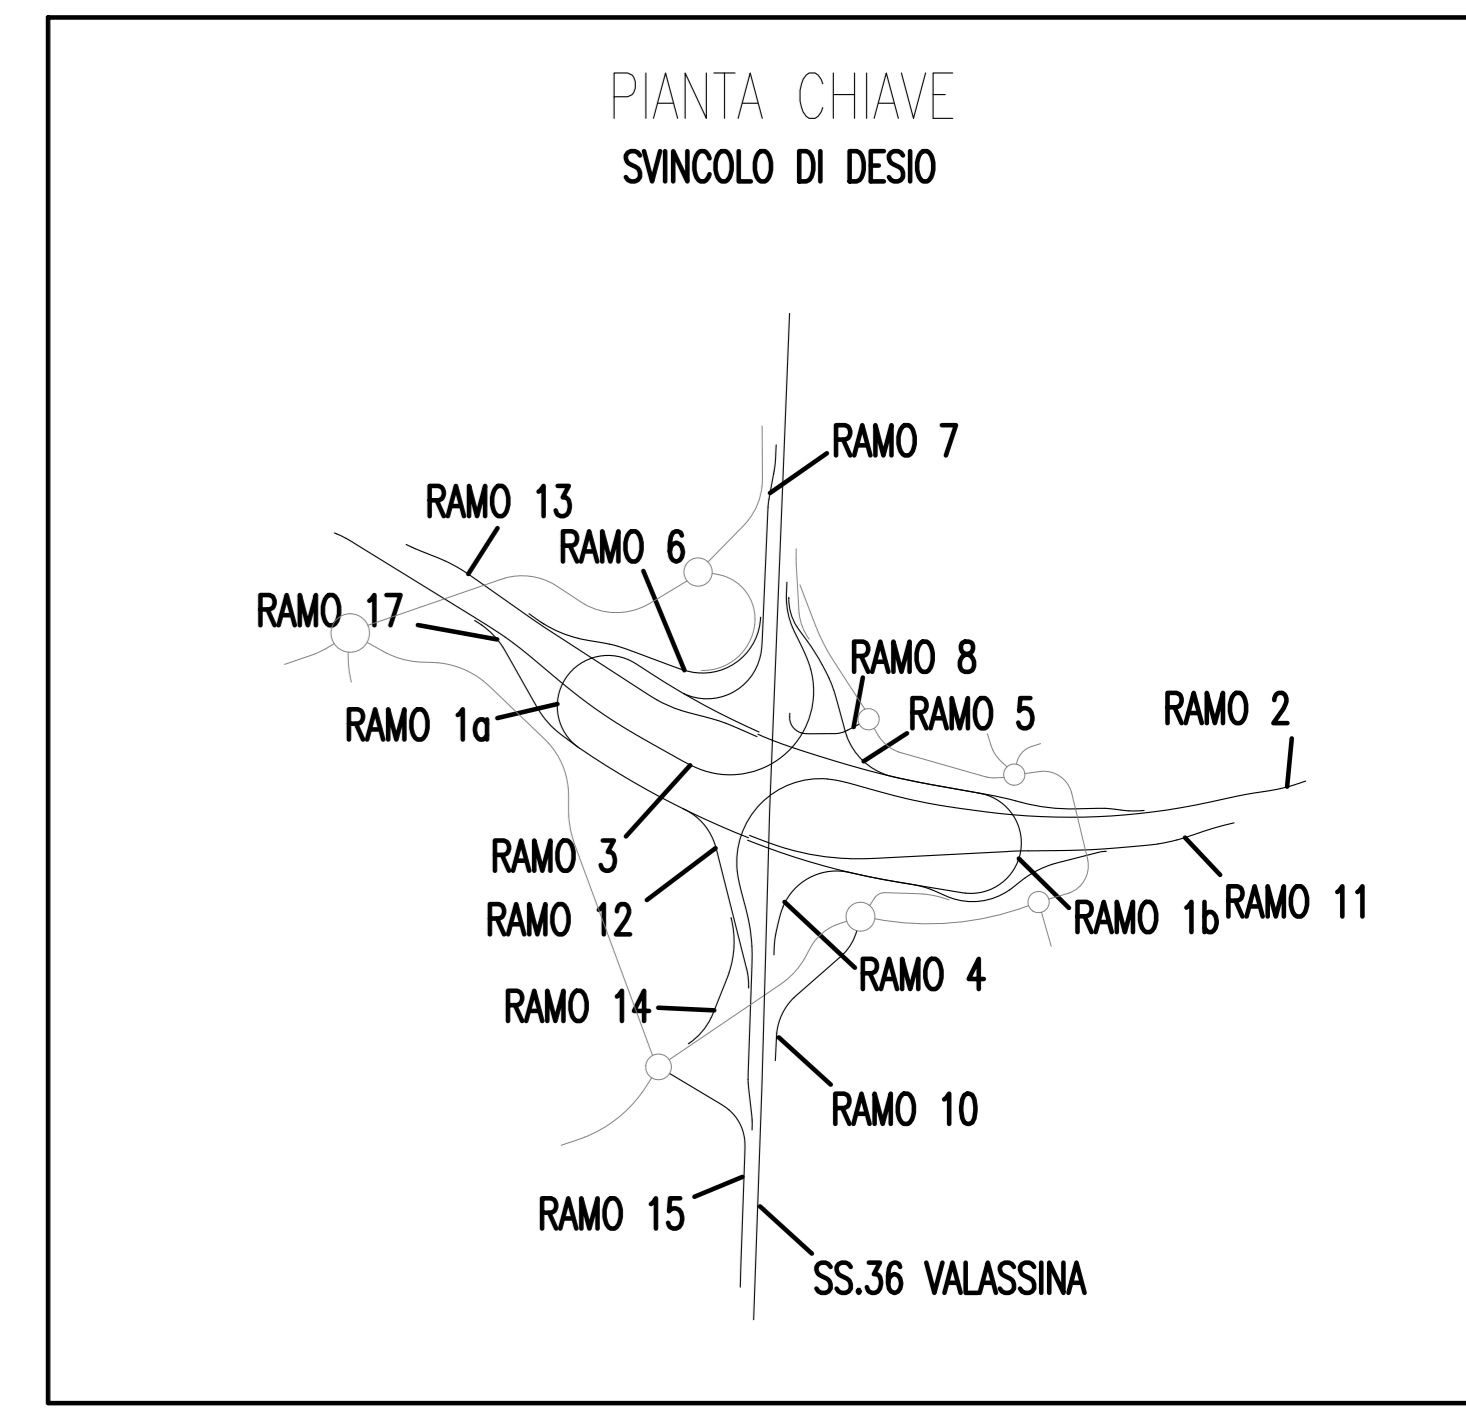 PIANTA CHIAVE
SVINCOLO DI DESIO
RAMO 7
RAMO 13
RAMO 6
RAMO 17
RAMO 8
RAMO 5
RAMO 2
RAMO 1a
RAMO 3
RAMO 12
RAMO 1b
RAMO 11
RAMO 4
RAMO 14
RAMO 10
RAMO 15
SS.36 VALASSINA